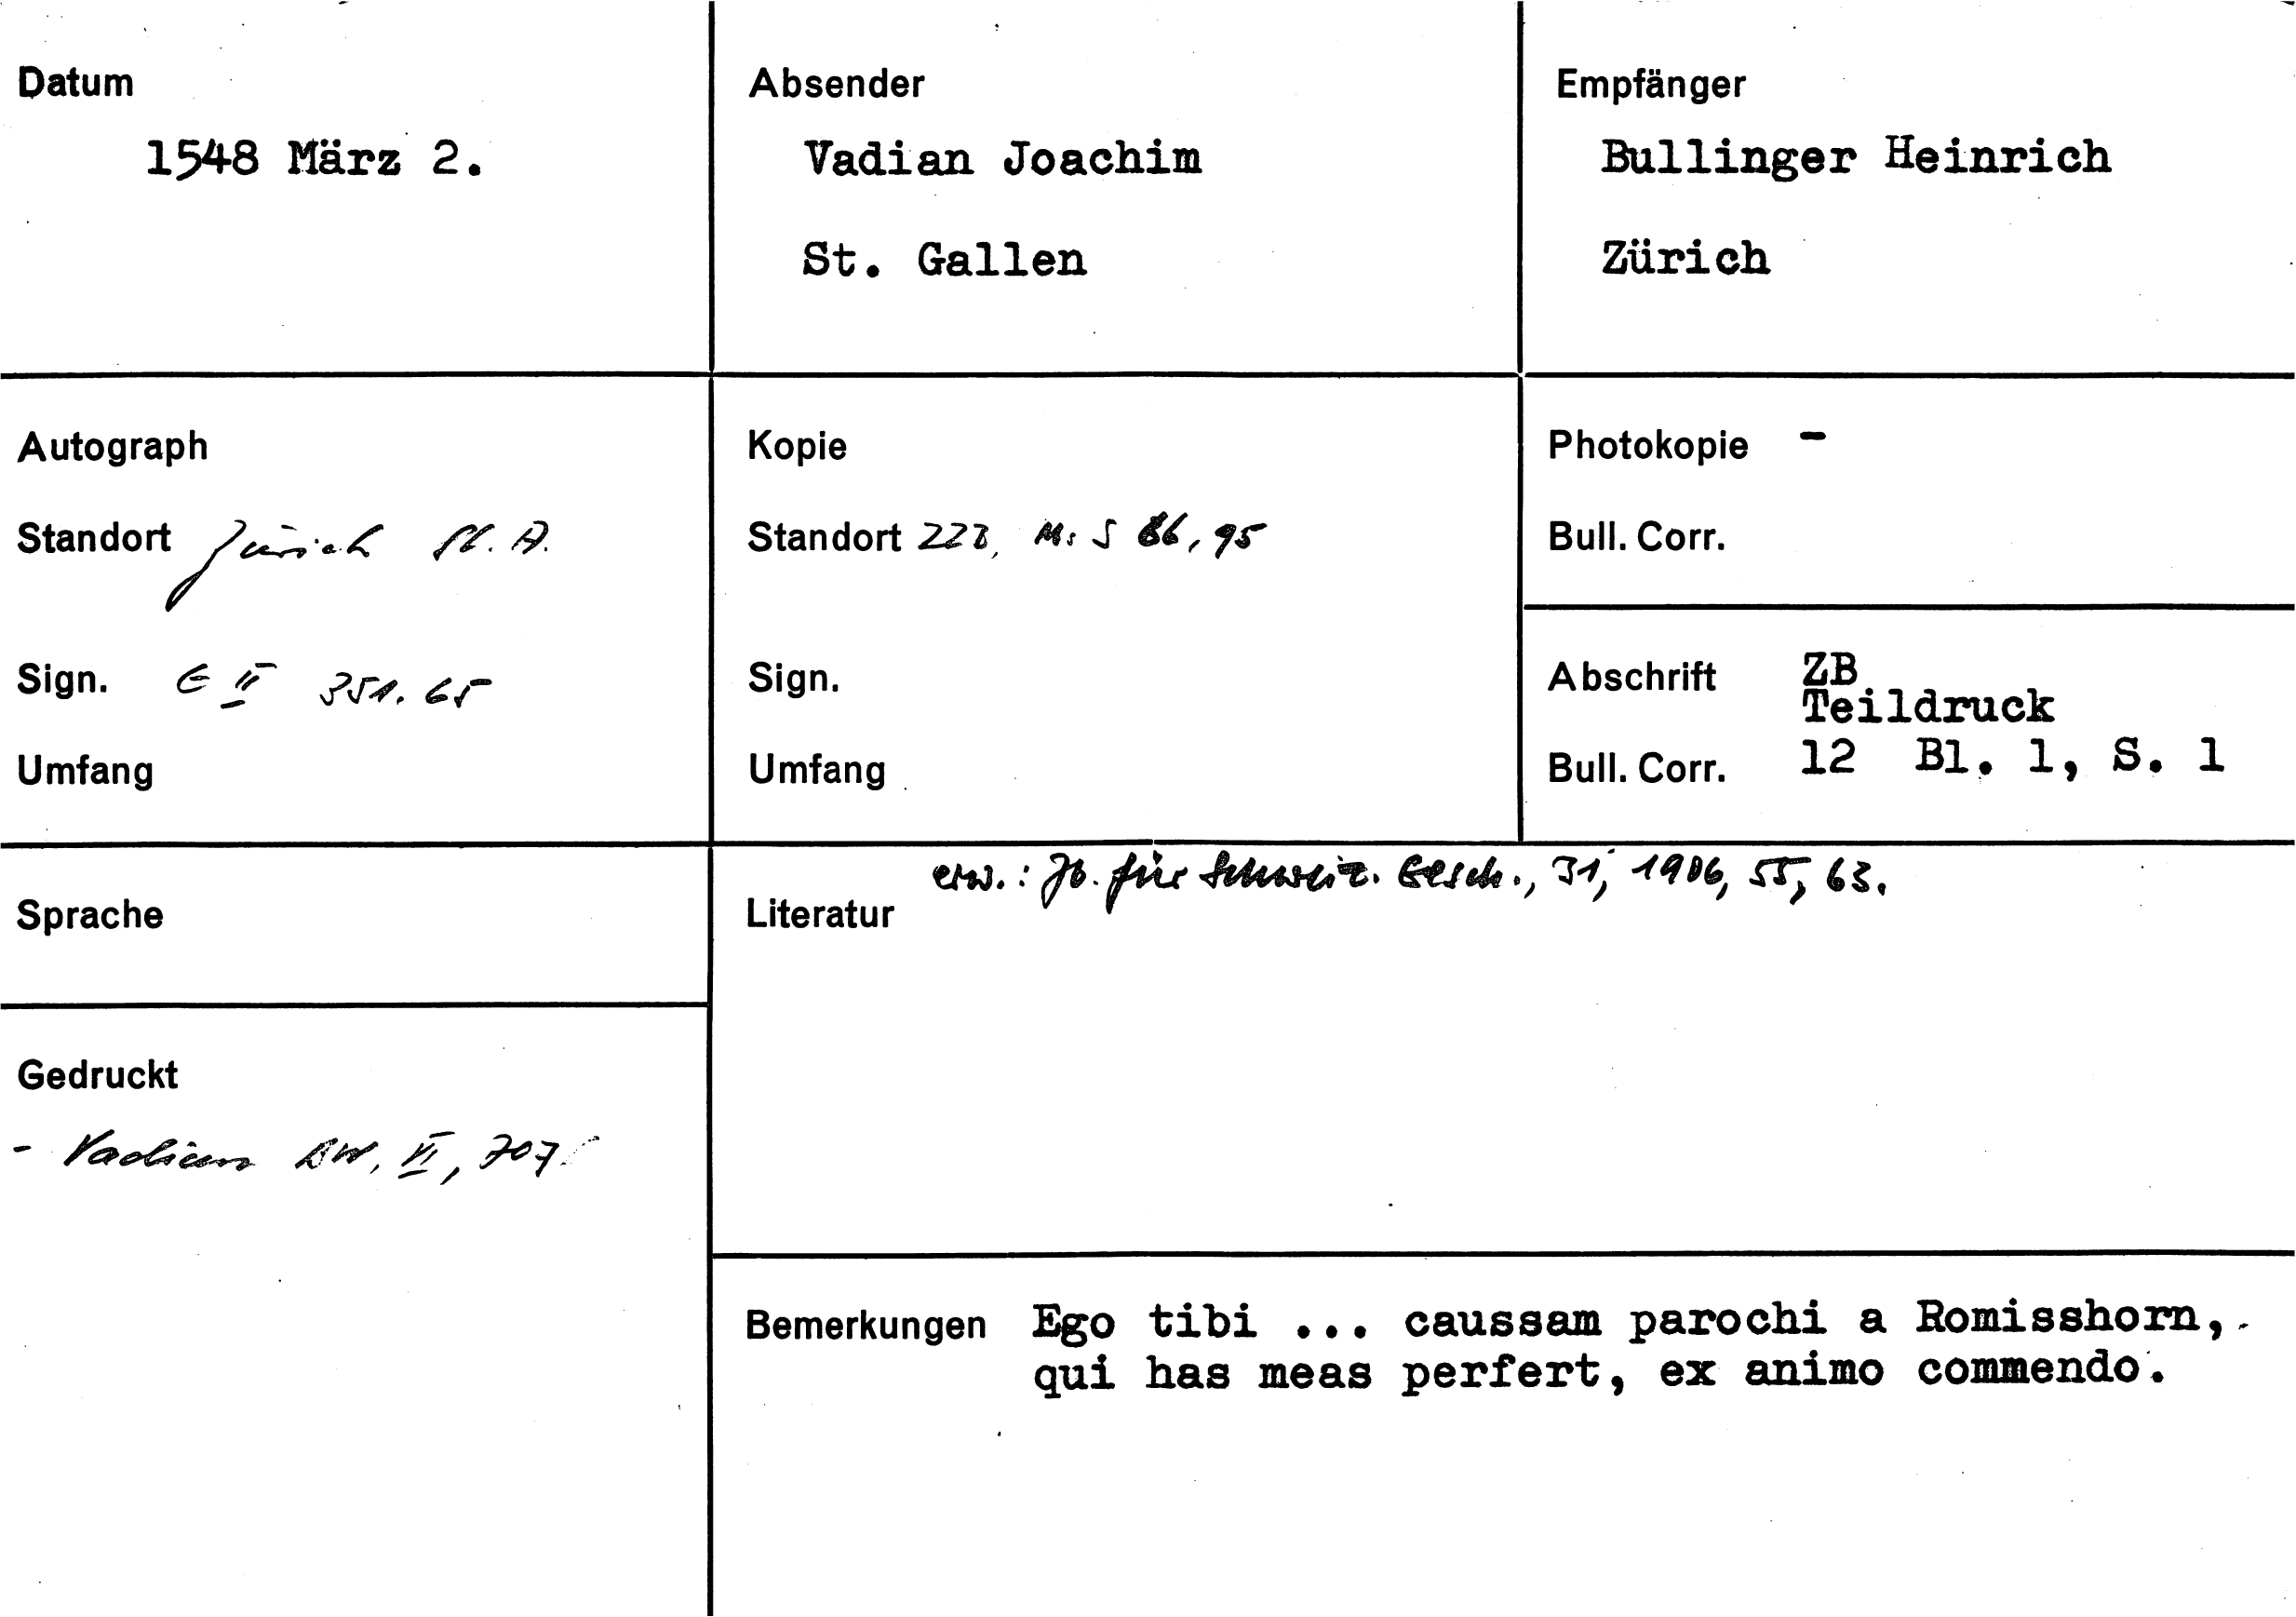 Datum
1548 März 2.
Absender
Vadian Joachim
St. Gallen
Empfänger
Bullinger Heinrich
Zürich
Autograph
Standort Zürich St. A.
Sign. E II 351. 65
Umfang
Kopie
Standort ZZB, Ms S 66, 95
Sign.
Umfang
Photokopie -
Bull. Corr.
Abschrift ZB
Teildruck
Bull. Corr. 12 Bl. 1, S. 1
Sprache
erw.: Jb. für Schweiz. Gesch., 31, 1906, 55, 63.
Literatur
Gedruckt
- Vadian BW, VI, 707
Bemerkungen Ego tibi ... caussam parochi a Romisshorn,
qui has meas perfert, ex animo commendo.